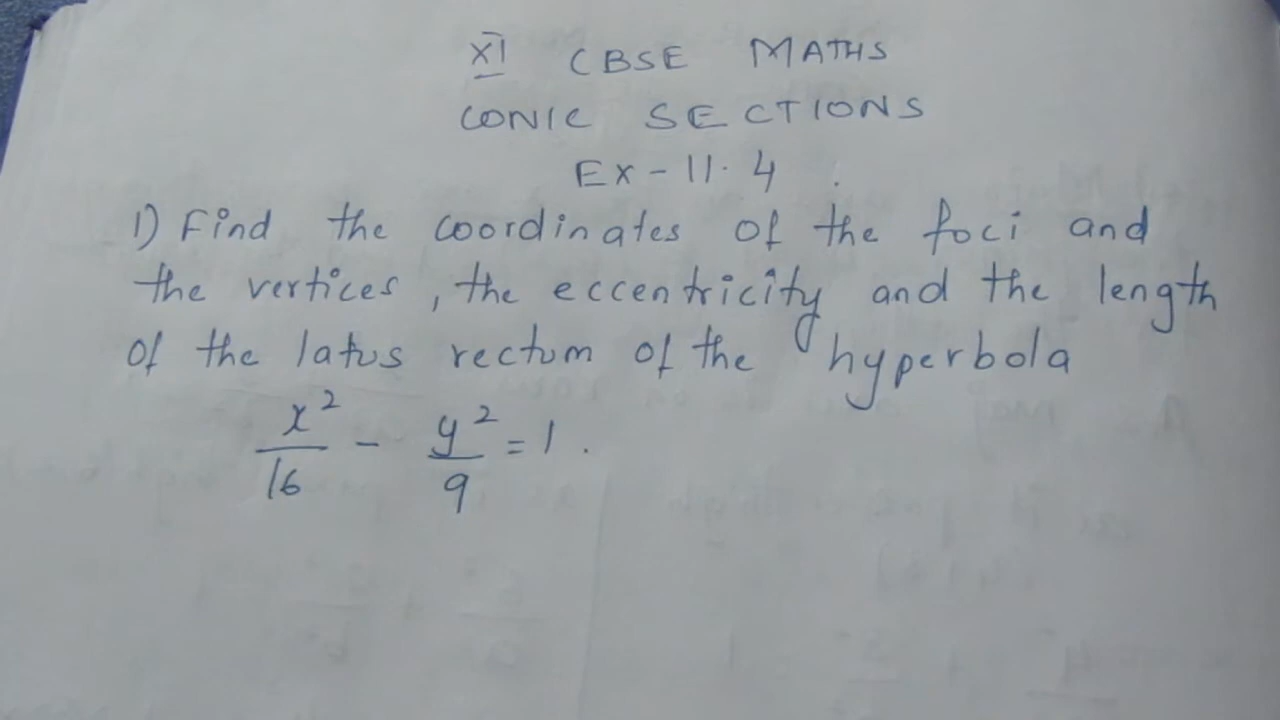 XI CBSE MATHS
CONIC SECTIONS
Ex - 11.4
1) Find the coordinates of the foci and
the vertices, the eccentricity and the length
of the latus rectum of the hyperbola
x²/16 - y²/9 = 1.